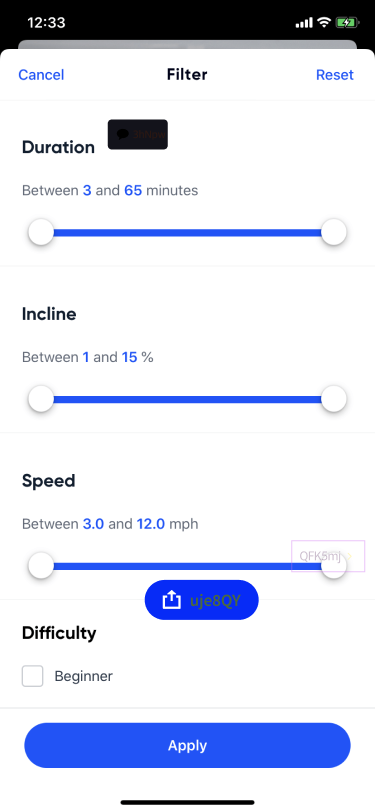 12:33
Cancel Filter Reset
Duration
Between 3 and 65 minutes
Incline
Between 1 and 15 %
Speed
Between 3.0 and 12.0 mph
QFK5mj
uje8QY
Difficulty
Beginner
Apply